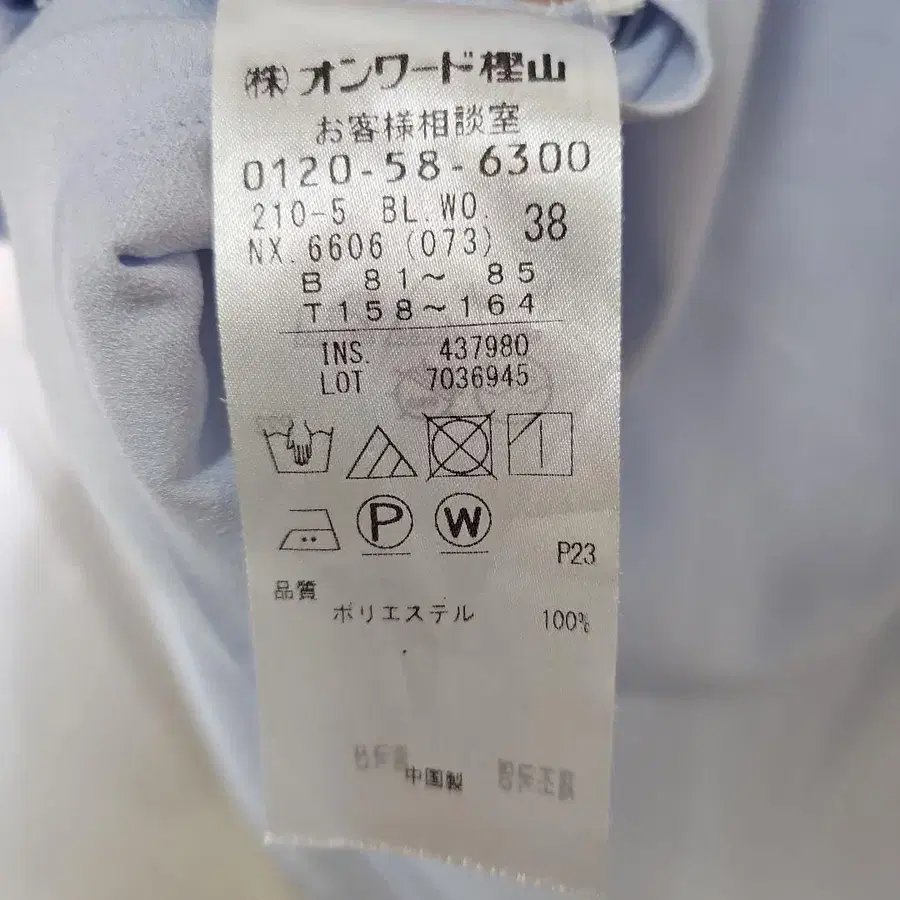 (株)オンワード樫山
お客様相談室
0120-58-6300
210-5 BL.WO. 38
NX.6606(073)
B 81～ 85
T158～164
INS. 437980
LOT 7036945
P W
P23
品質
ポリエステル 100%
中国製